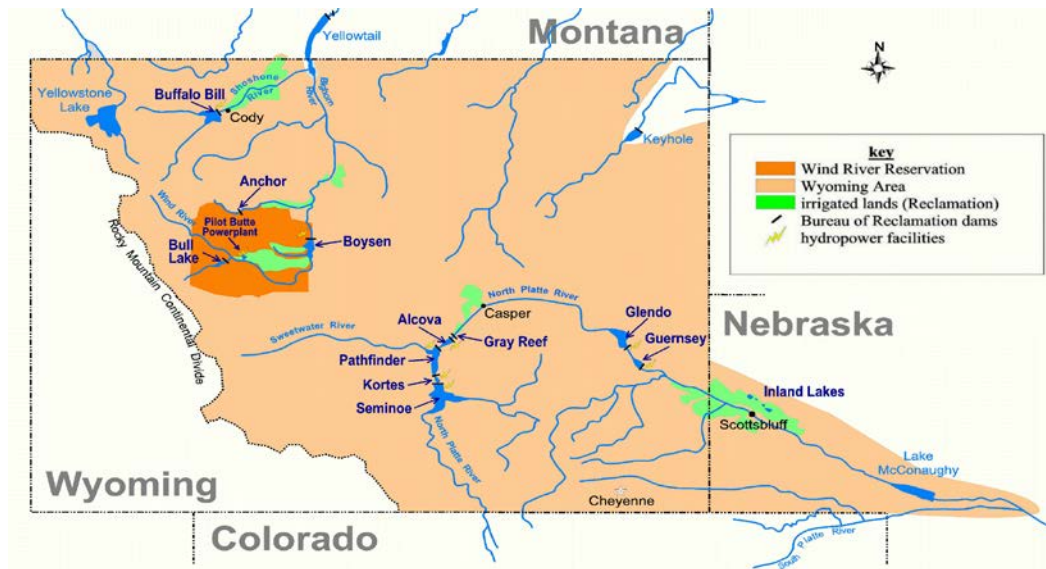 Yellowtail
Montana
N
Buffalo Bill
Shoshone
River
Bighorn
River
Yellowstone
Lake
Cody
Keyhole
key
Wind River Reservation
Wyoming Area
irrigated lands (Reclamation)
Bureau of Reclamation dams
hydropower facilities
Anchor
Wind River
Pilot Butte
Powerplant
Bull
Lake
Boysen
Rocky Mountain Continental Divide
North Platte River
Casper
Sweetwater River
Alcova
Gray Reef
Glendo
Guernsey
Nebraska
Pathfinder
Kortes
Seminoe
Inland Lakes
Scottsbluff
North Platte River
Lake
McConaughy
Wyoming
Cheyenne
Colorado
South Platte River